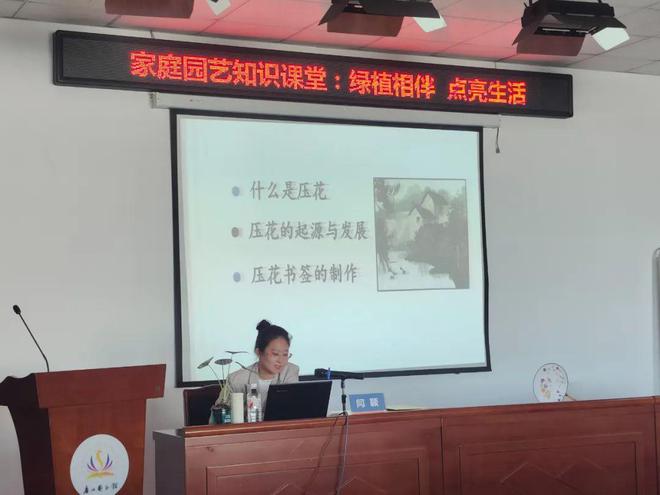 家庭园艺知识课堂：绿植相伴 点亮生活
什么是压花
压花的起源与发展
压花书签的制作
何颖